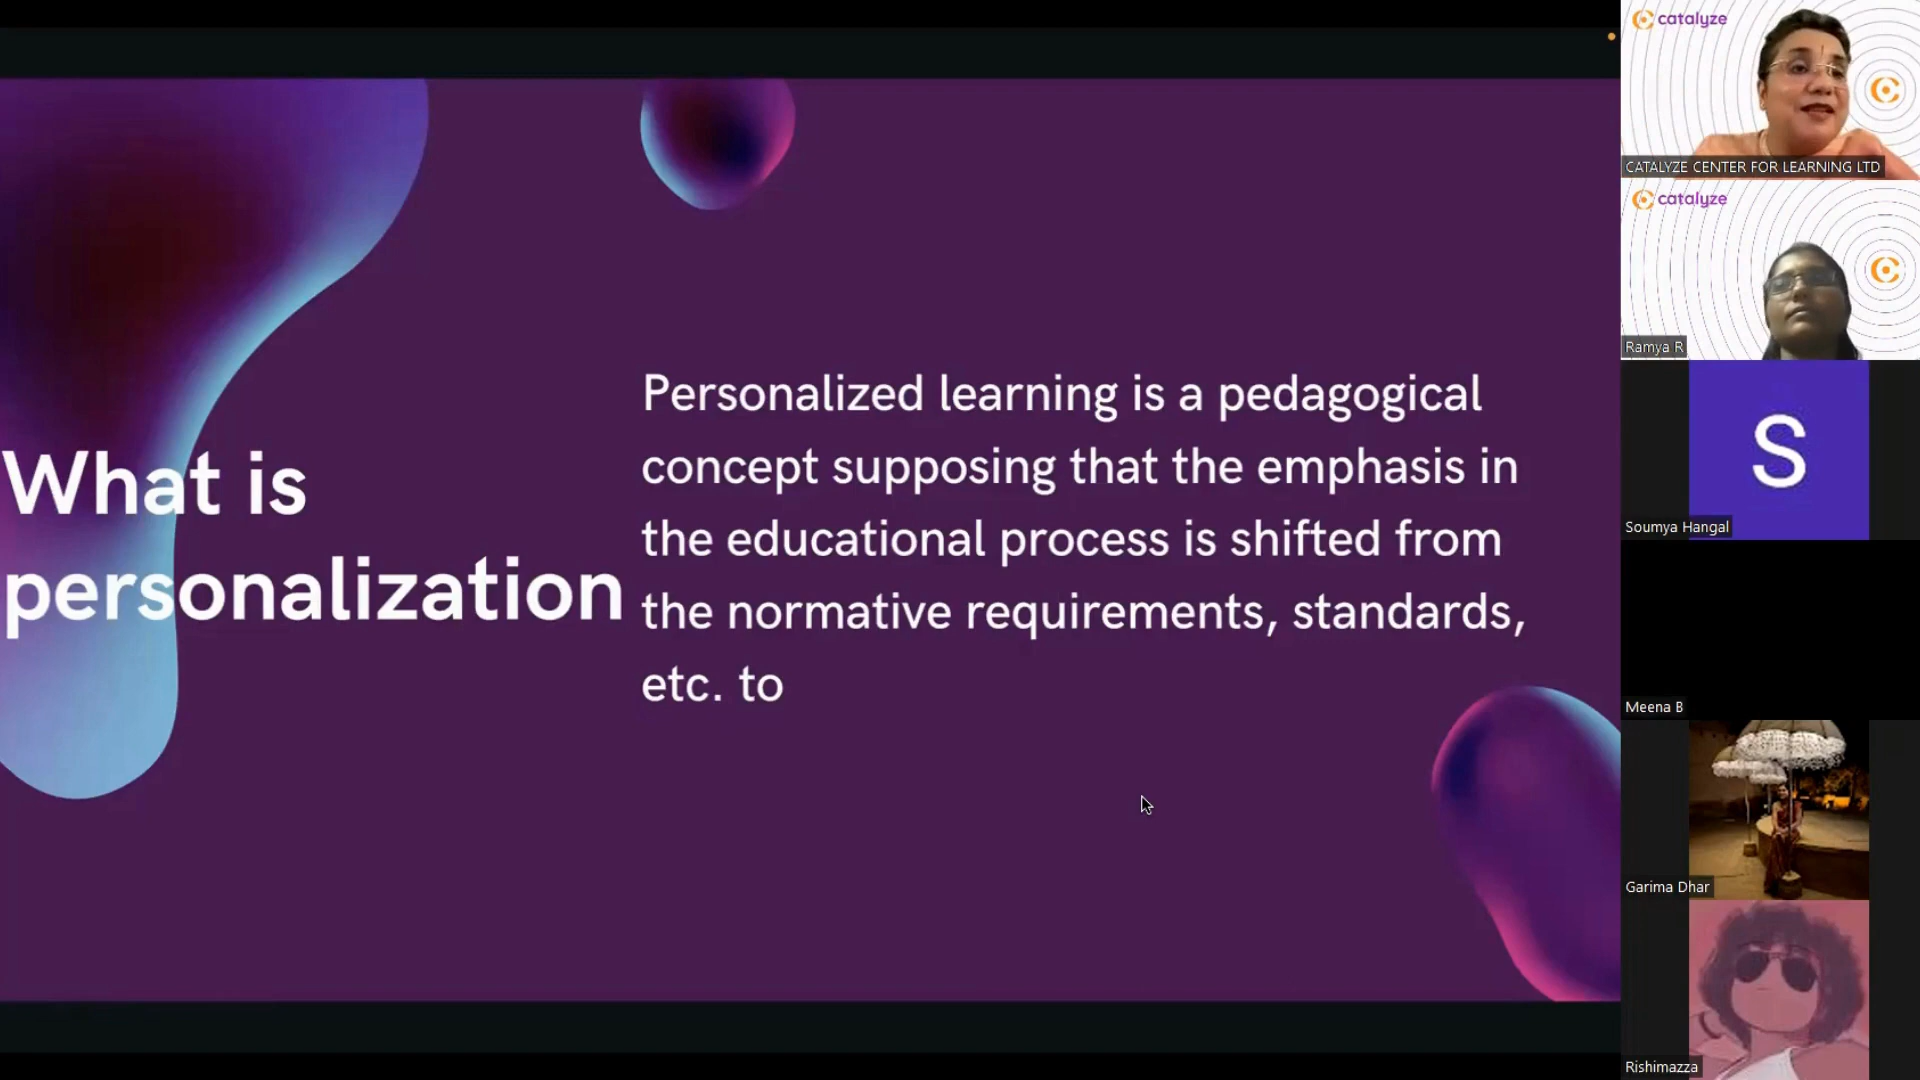 What is
personalization
Personalized learning is a pedagogical
concept supposing that the emphasis in
the educational process is shifted from
the normative requirements, standards,
etc. to
catalyze
CATALYZE CENTER FOR LEARNING LTD
catalyze
Ramya R
S
Soumya Hangal
Meena B
Garima Dhar
Rishimazza